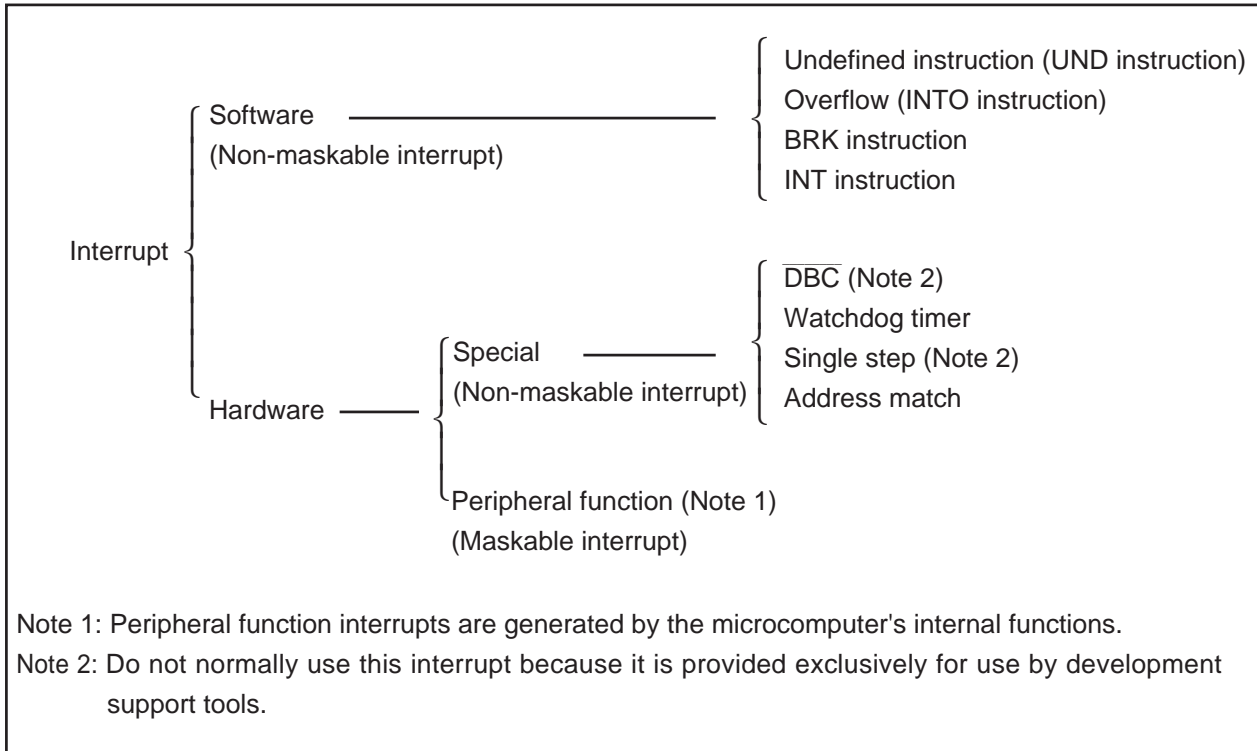 Undefined instruction (UND instruction)
Software
Overflow (INTO instruction)
(Non-maskable interrupt)
BRK instruction
INT instruction
Interrupt
DBC (Note 2)
Watchdog timer
Special
Single step (Note 2)
(Non-maskable interrupt)
Address match
Hardware
Peripheral function (Note 1)
(Maskable interrupt)
Note 1: Peripheral function interrupts are generated by the microcomputer's internal functions.
Note 2: Do not normally use this interrupt because it is provided exclusively for use by development
support tools.